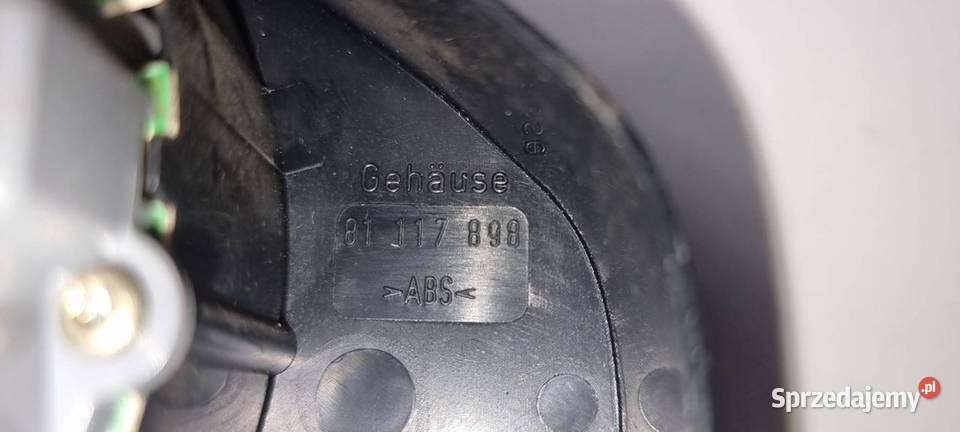 Gehäuse
81 117 898
>ABS<
Sprzedajemy.pl